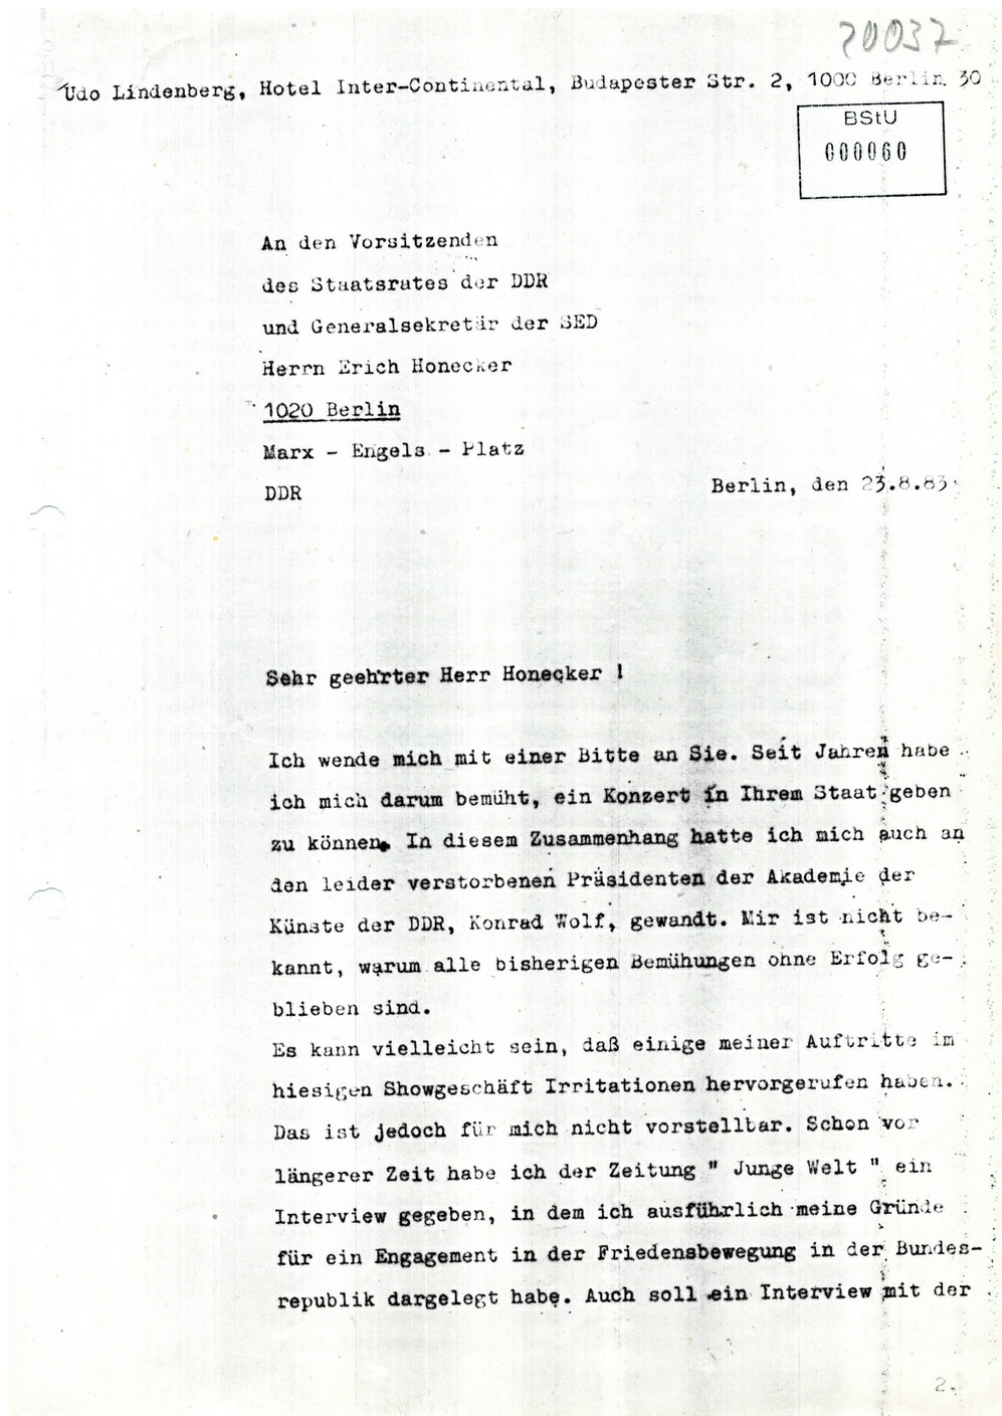 20037
Udo Lindenberg, Hotel Inter-Continental, Budapester Str. 2, 1000 Berlin 30
BStU
000060
An den Vorsitzenden
des Staatsrates der DDR
und Generalsekretär der SED
Herrn Erich Honecker
1020 Berlin
Marx - Engels - Platz
DDR
Berlin, den 23.8.83
Sehr geehrter Herr Honecker !
Ich wende mich mit einer Bitte an Sie. Seit Jahren habe
ich mich darum bemüht, ein Konzert in Ihrem Staat geben
zu können. In diesem Zusammenhang hatte ich mich auch an
den leider verstorbenen Präsidenten der Akademie der
Künste der DDR, Konrad Wolf, gewandt. Mir ist nicht be-
kannt, warum alle bisherigen Bemühungen ohne Erfolg ge-
blieben sind.
Es kann vielleicht sein, daß einige meiner Auftritte im
hiesigen Showgeschäft Irritationen hervorgerufen haben.
Das ist jedoch für mich nicht vorstellbar. Schon vor
längerer Zeit habe ich der Zeitung " Junge Welt " ein
Interview gegeben, in dem ich ausführlich meine Gründe
für ein Engagement in der Friedensbewegung in der Bundes-
republik dargelegt habe. Auch soll ein Interview mit der
2.